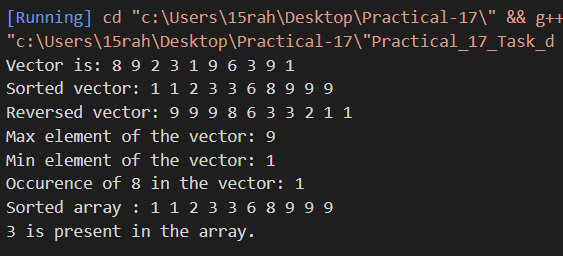 [Running] cd "c:\Users\15rah\Desktop\Practical-17\" && g++
"c:\Users\15rah\Desktop\Practical-17\"Practical_17_Task_d
Vector is: 8 9 2 3 1 9 6 3 9 1
Sorted vector: 1 1 2 3 3 6 8 9 9 9
Reversed vector: 9 9 9 8 6 3 3 2 1 1
Max element of the vector: 9
Min element of the vector: 1
Occurence of 8 in the vector: 1
Sorted array : 1 1 2 3 3 6 8 9 9 9
3 is present in the array.